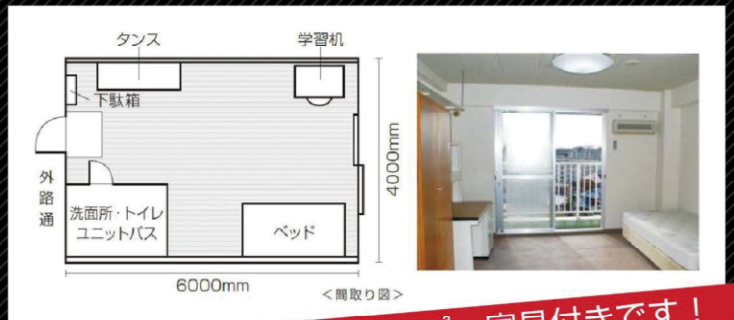 タンス
学習机
下駄箱
外路通
洗面所・トイレ
ユニットバス
ベッド
4000mm
6000mm
<間取り図>
家具付きです!